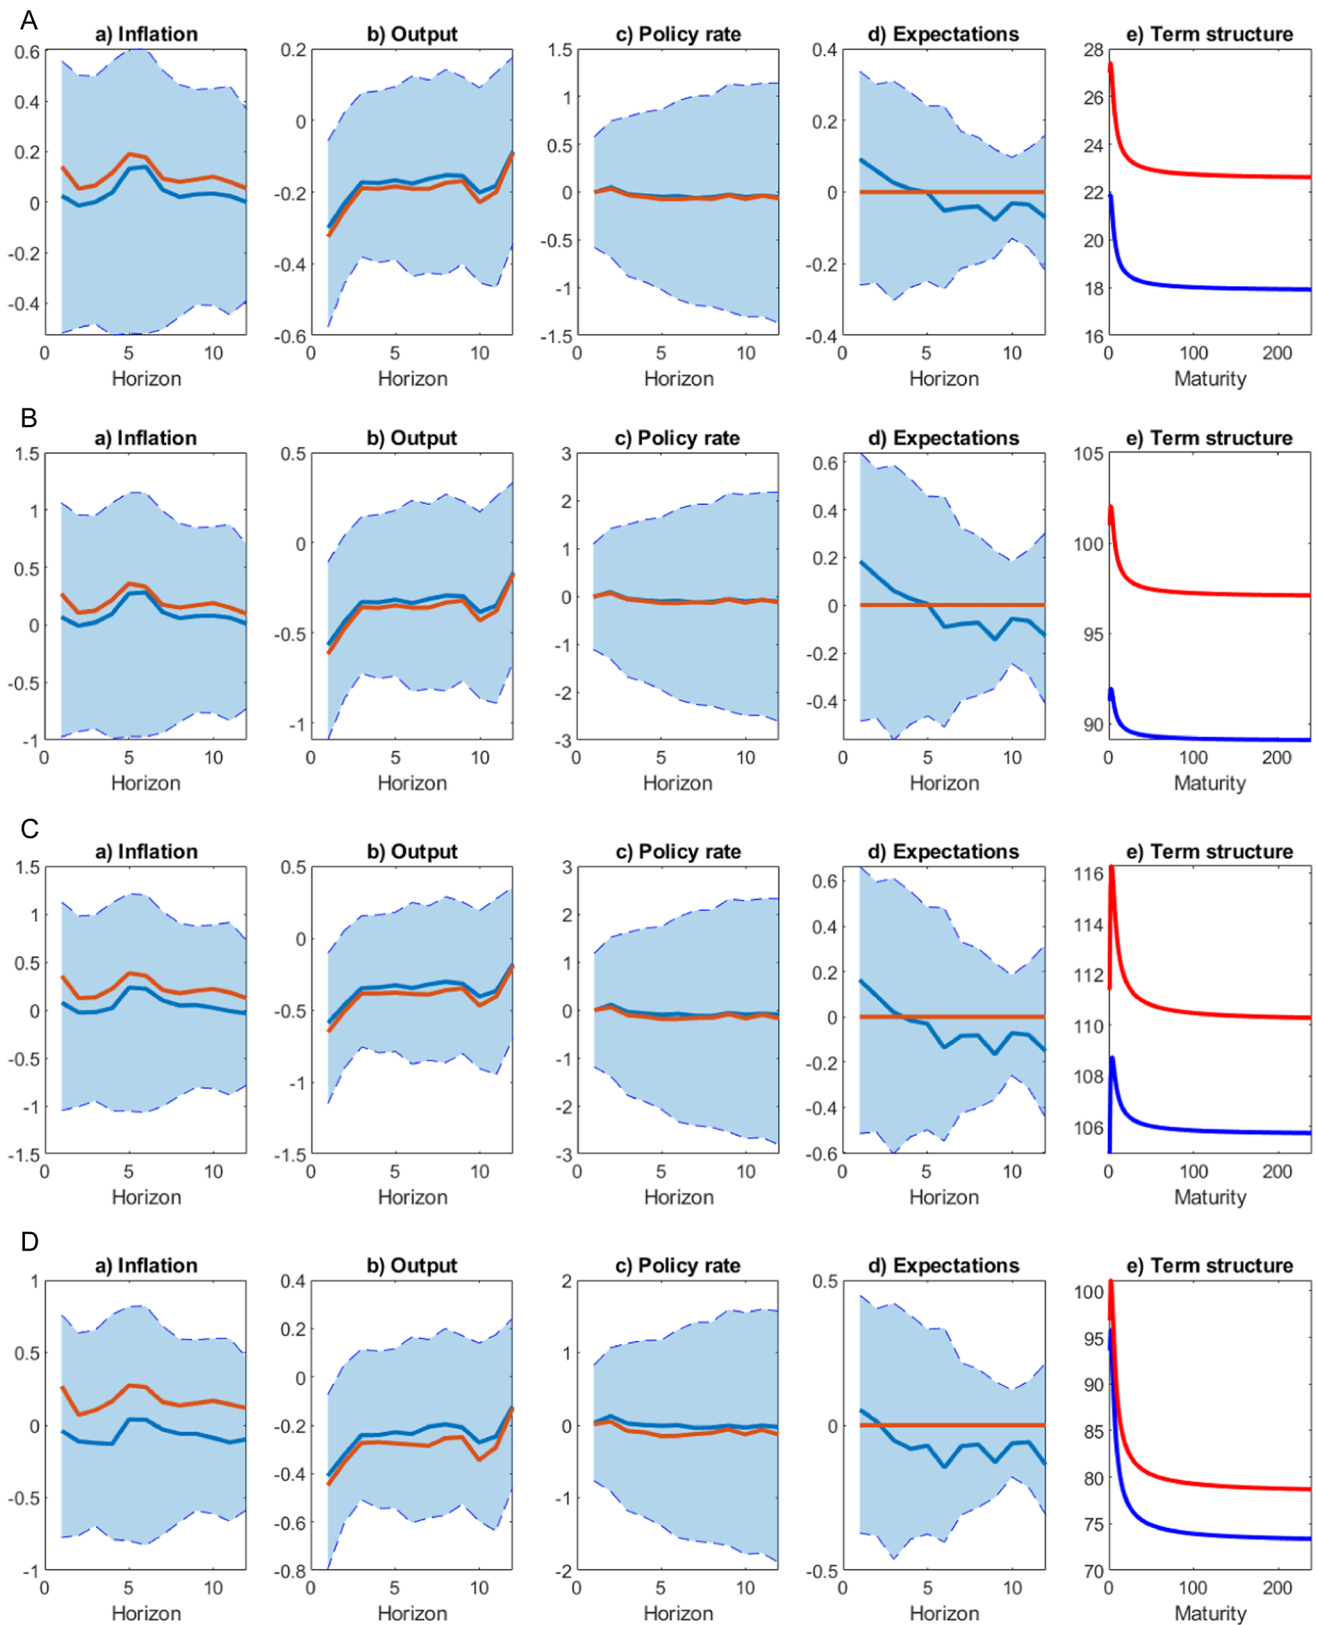 A
a) Inflation b) Output c) Policy rate d) Expectations e) Term structure
0.6 0.2 1.5 0.4 28
0.4 0 1 0.2 26
0.2 -0.2 0.5 0 24
0 -0.4 0 -0.2 22
-0.2 -0.6 -0.5 -0.4 20
-0.4 -1 18
-1.5 16
0 5 10 0 5 10 0 5 10 0 5 10 0 100 200
Horizon Horizon Horizon Horizon Maturity
B
a) Inflation b) Output c) Policy rate d) Expectations e) Term structure
1.5 0.5 3 0.6 105
1 0 2 0.4 100
0.5 -0.5 1 0.2 95
0 -1 0 0 90
-0.5 -1 -0.2
-1 -2 -0.4
-3
0 5 10 0 5 10 0 5 10 0 5 10 0 100 200
Horizon Horizon Horizon Horizon Maturity
C
a) Inflation b) Output c) Policy rate d) Expectations e) Term structure
1.5 0.5 3 0.6 116
1 0 2 0.4 114
0.5 -0.5 1 0.2 112
0 -1 0 0 110
-0.5 -1.5 -1 -0.2 108
-1 -2 -0.4 106
-1.5 -3 -0.6
0 5 10 0 5 10 0 5 10 0 5 10 0 100 200
Horizon Horizon Horizon Horizon Maturity
D
a) Inflation b) Output c) Policy rate d) Expectations e) Term structure
1 0.4 2 0.5 100
0.5 0.2 1 0 95
0 0 0 -0.5 90
-0.5 -0.2 -1 85
-1 -0.4 -2 80
-0.6 75
-0.8 70
0 5 10 0 5 10 0 5 10 0 5 10 0 100 200
Horizon Horizon Horizon Horizon Maturity